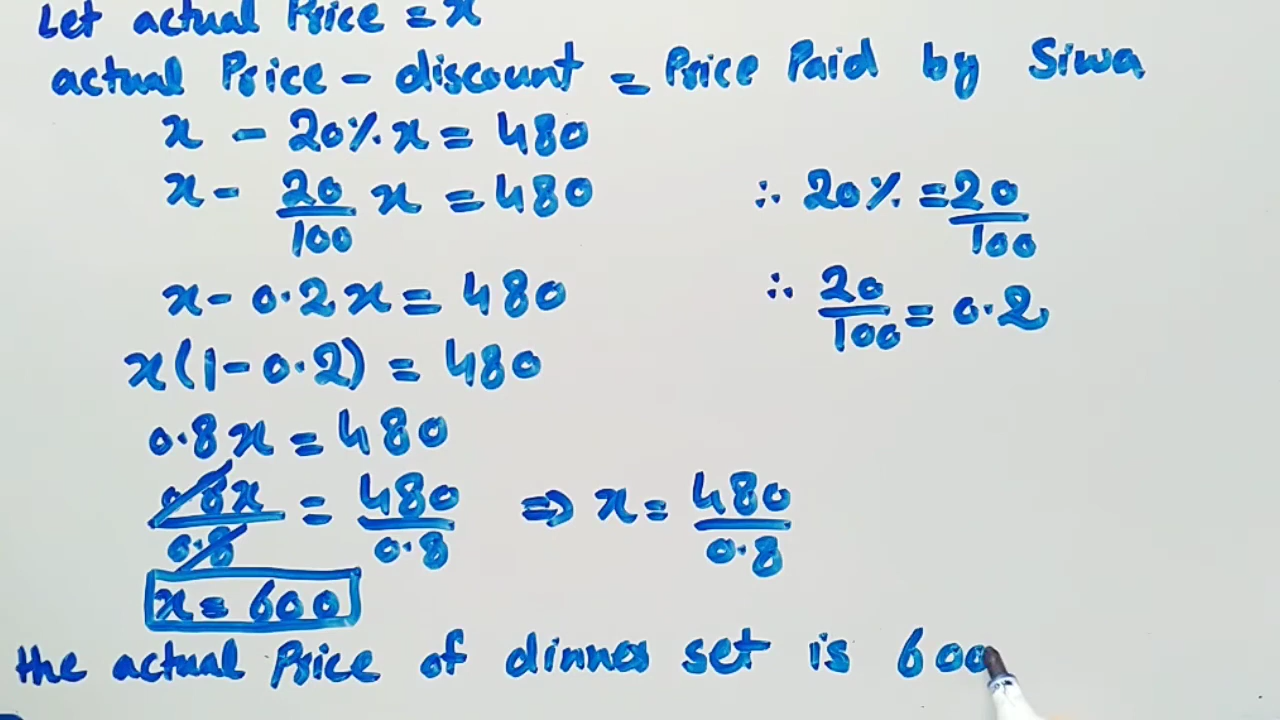 Let actual Price = x
actual Price - discount = Price Paid by Siwa
x - 20% x = 480
x - 20/100 x = 480
∴ 20% = 20/100
x - 0.2x = 480
∴ 20/100 = 0.2
x(1-0.2) = 480
0.8x = 480
0.8x/0.8 = 480/0.8 ⇒ x = 480/0.8
x = 600
the actual Price of dinner set is 600